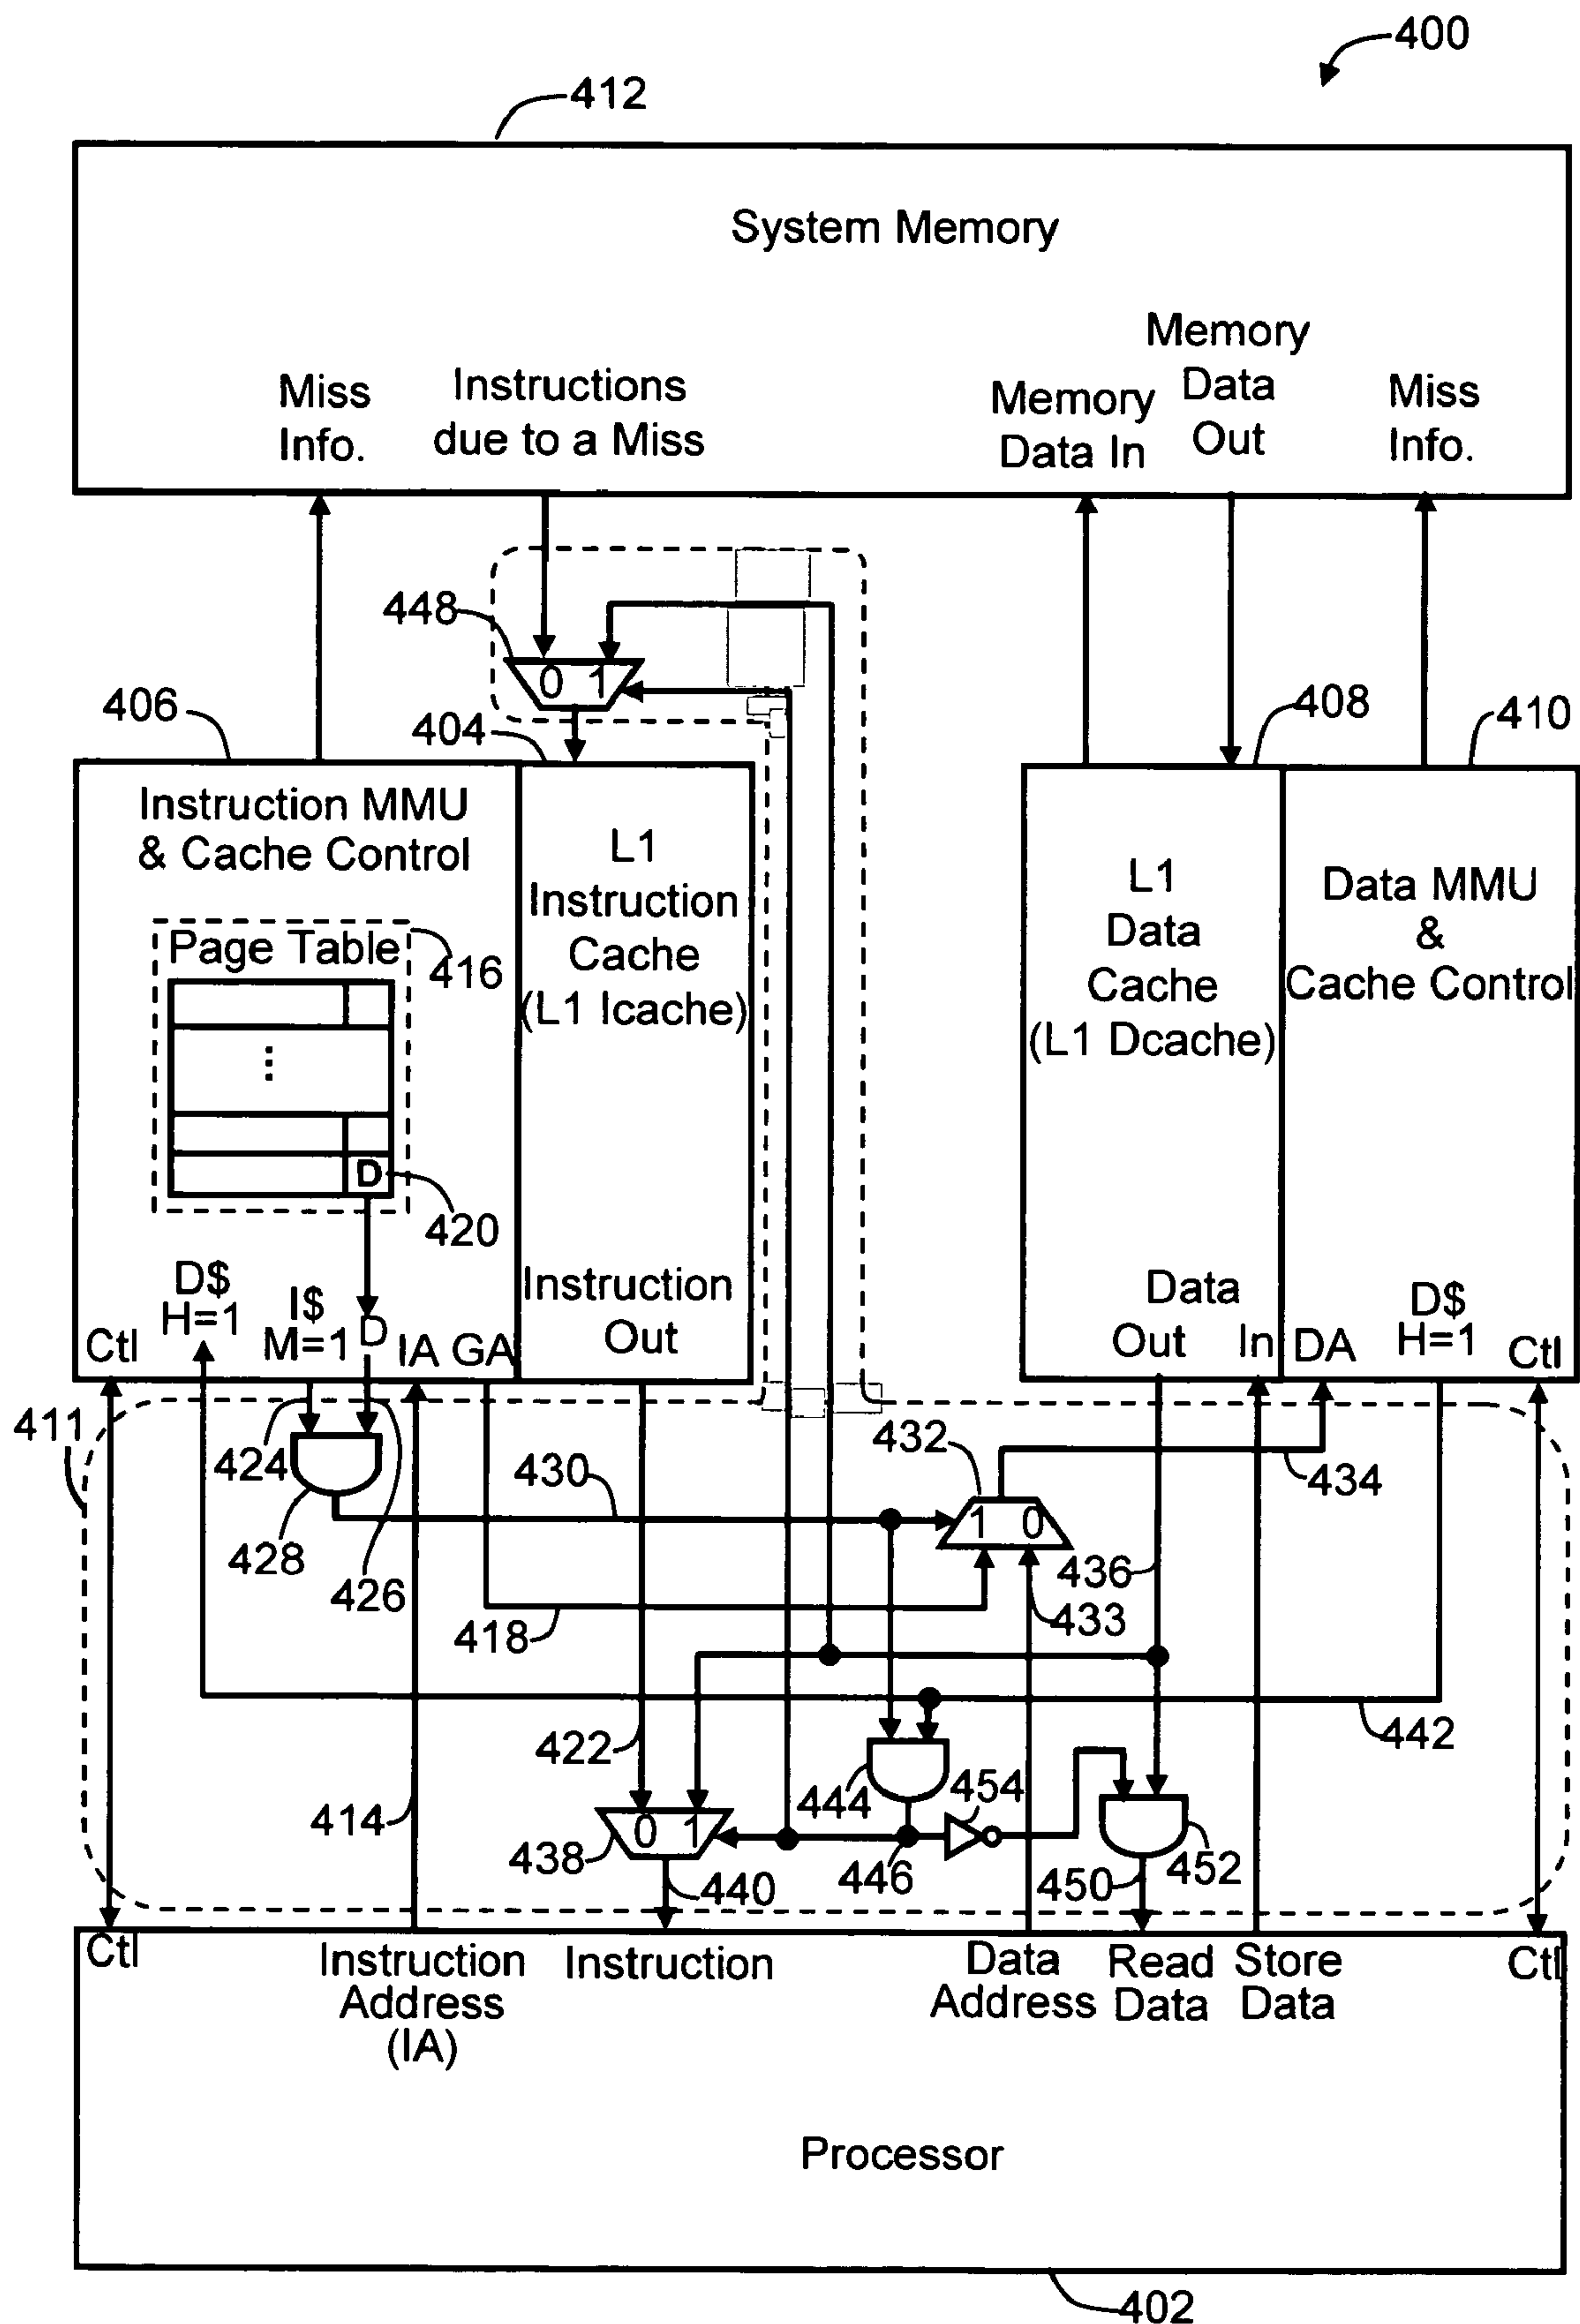 400
412
System Memory
Miss
Info.
Instructions
due to a Miss
Memory
Data In
Memory
Data
Out
Miss
Info.
448
0 1
406
404
408
410
Instruction MMU
& Cache Control
Page Table
416
⋮
D
420
L1
Instruction
Cache
(L1 Icache)
L1
Data
Cache
(L1 Dcache)
Data MMU
&
Cache Control
Ctl
D$
H=1
I$
M=1
D
IA GA
Instruction
Out
Data
Out In
DA
D$
H=1
Ctl
411
424
428
426
430
432
1 0
434
418
436
433
422
442
444
454
414
438
0 1
440
446
450
452
Ctl
Instruction
Address
(IA)
Instruction
Data
Address
Read
Data
Store
Data
Ctl
Processor
402